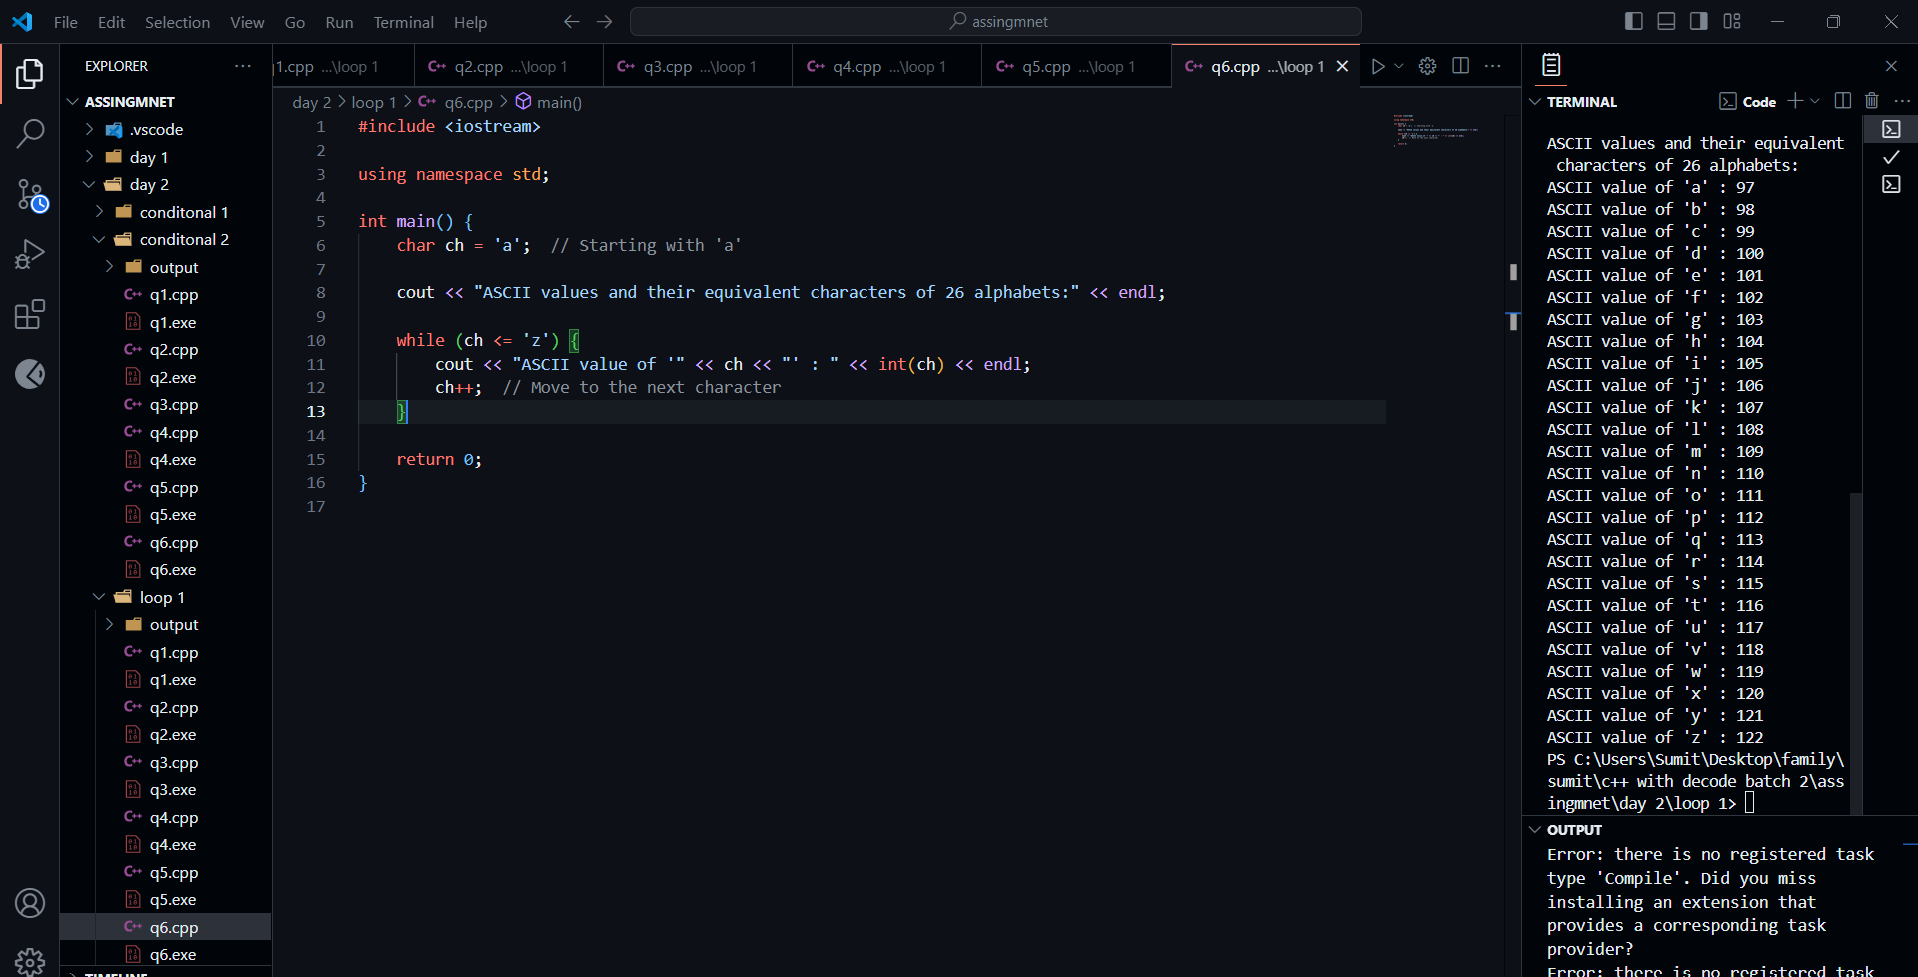 File Edit Selection View Go Run Terminal Help
assingmnet
EXPLORER
ASSINGMNET
.vscode
day 1
day 2
conditonal 1
conditonal 2
output
q1.cpp
q1.exe
q2.cpp
q2.exe
q3.cpp
q4.cpp
q4.exe
q5.cpp
q5.exe
q6.cpp
q6.exe
loop 1
output
q1.cpp
q1.exe
q2.cpp
q2.exe
q3.cpp
q3.exe
q4.cpp
q4.exe
q5.cpp
q5.exe
q6.cpp
q6.exe
TIMELINE
q1.cpp ...\loop 1 q2.cpp ...\loop 1 q3.cpp ...\loop 1 q4.cpp ...\loop 1 q5.cpp ...\loop 1 q6.cpp ...\loop 1
day 2 > loop 1 > q6.cpp > main()
1 #include <iostream>
2
3 using namespace std;
4
5 int main() {
6 char ch = 'a'; // Starting with 'a'
7
8 cout << "ASCII values and their equivalent characters of 26 alphabets:" << endl;
9
10 while (ch <= 'z') {
11 cout << "ASCII value of '" << ch << "' : " << int(ch) << endl;
12 ch++; // Move to the next character
13 }
14
15 return 0;
16 }
17
TERMINAL
Code
ASCII values and their equivalent
characters of 26 alphabets:
ASCII value of 'a' : 97
ASCII value of 'b' : 98
ASCII value of 'c' : 99
ASCII value of 'd' : 100
ASCII value of 'e' : 101
ASCII value of 'f' : 102
ASCII value of 'g' : 103
ASCII value of 'h' : 104
ASCII value of 'i' : 105
ASCII value of 'j' : 106
ASCII value of 'k' : 107
ASCII value of 'l' : 108
ASCII value of 'm' : 109
ASCII value of 'n' : 110
ASCII value of 'o' : 111
ASCII value of 'p' : 112
ASCII value of 'q' : 113
ASCII value of 'r' : 114
ASCII value of 's' : 115
ASCII value of 't' : 116
ASCII value of 'u' : 117
ASCII value of 'v' : 118
ASCII value of 'w' : 119
ASCII value of 'x' : 120
ASCII value of 'y' : 121
ASCII value of 'z' : 122
PS C:\Users\Sumit\Desktop\family\
sumit\c++ with decode batch 2\ass
ingmnet\day 2\loop 1>
OUTPUT
Error: there is no registered task
type 'Compile'. Did you miss
installing an extension that
provides a corresponding task
provider?
Error: there is no registered task